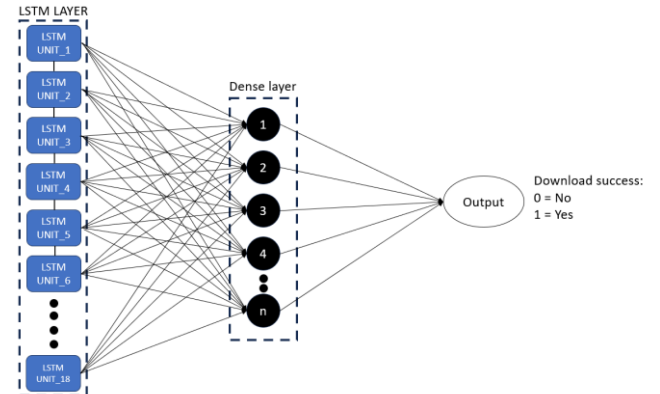 LSTM LAYER
LSTM
UNIT_1
LSTM
UNIT_2
LSTM
UNIT_3
LSTM
UNIT_4
LSTM
UNIT_5
LSTM
UNIT_6
LSTM
UNIT_18
Dense layer
1
2
3
4
n
Output
Download success:
0 = No
1 = Yes